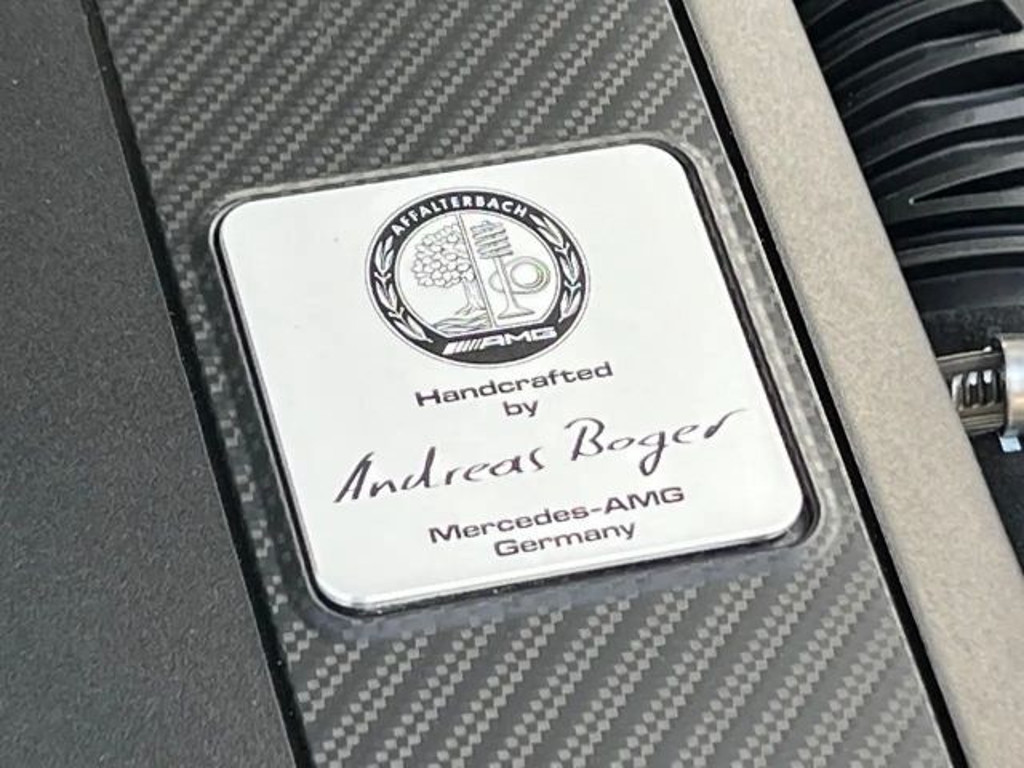 AFFALTERBACH
AMG
Handcrafted
by
Andreas Boger
Mercedes-AMG
Germany